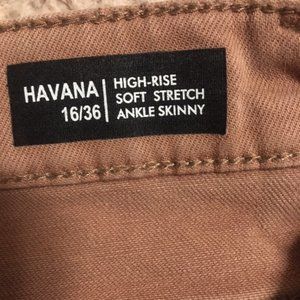 HAVANA
16/36
HIGH-RISE
SOFT STRETCH
ANKLE SKINNY